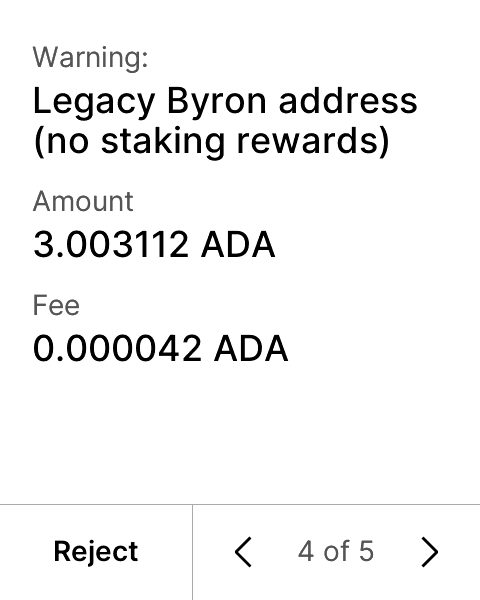 Warning:
Legacy Byron address
(no staking rewards)
Amount
3.003112 ADA
Fee
0.000042 ADA
Reject
4 of 5